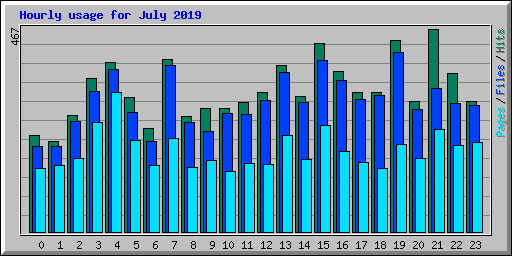 Hourly usage for July 2019
467
Pages / Files / Hits
0 1 2 3 4 5 6 7 8 9 10 11 12 13 14 15 16 17 18 19 20 21 22 23